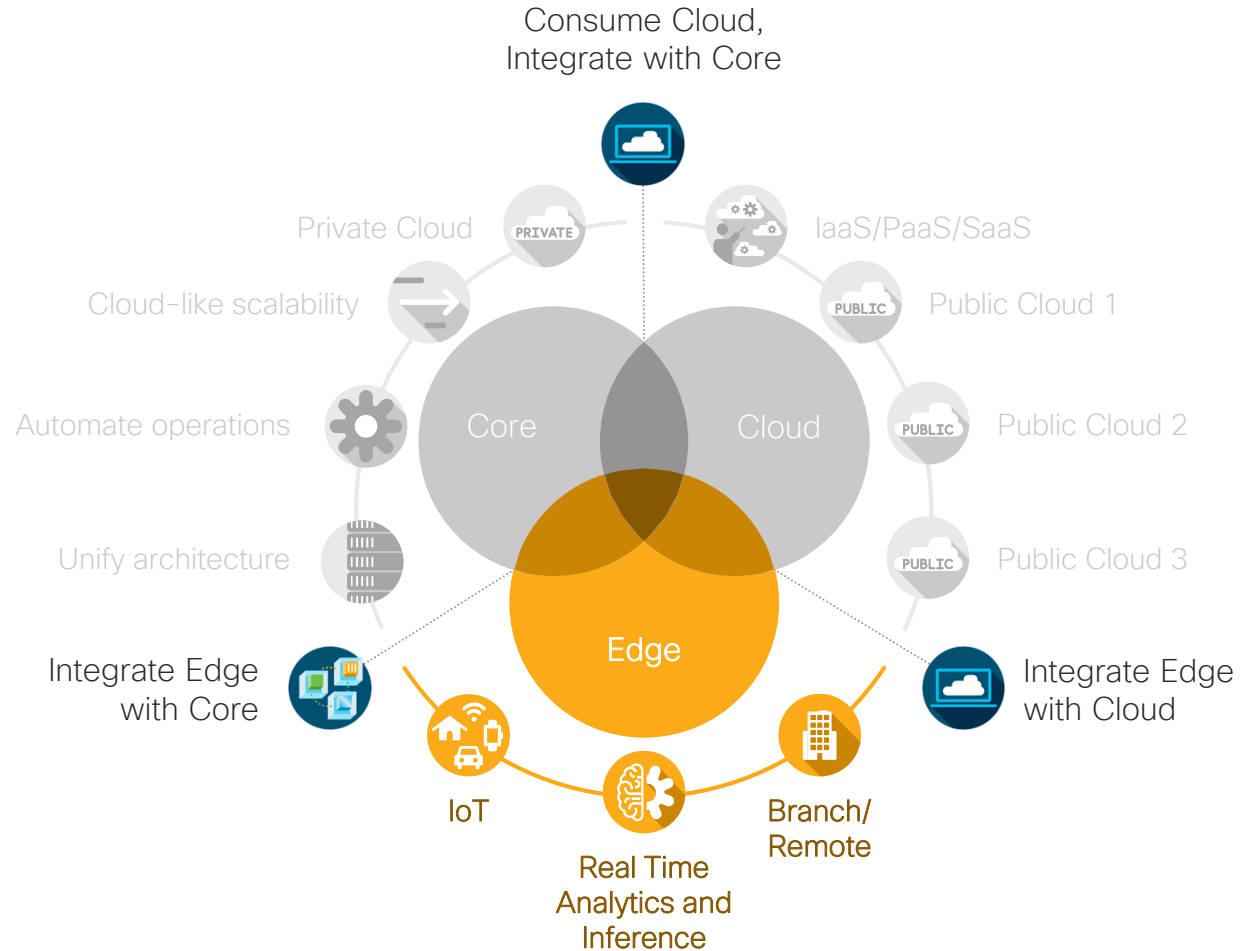 Consume Cloud,
Integrate with Core
Private Cloud
PRIVATE
IaaS/PaaS/SaaS
Cloud-like scalability
PUBLIC
Public Cloud 1
Automate operations
Core
Cloud
PUBLIC
Public Cloud 2
Unify architecture
PUBLIC
Public Cloud 3
Edge
Integrate Edge
with Core
Integrate Edge
with Cloud
IoT
Branch/
Remote
Real Time
Analytics and
Inference